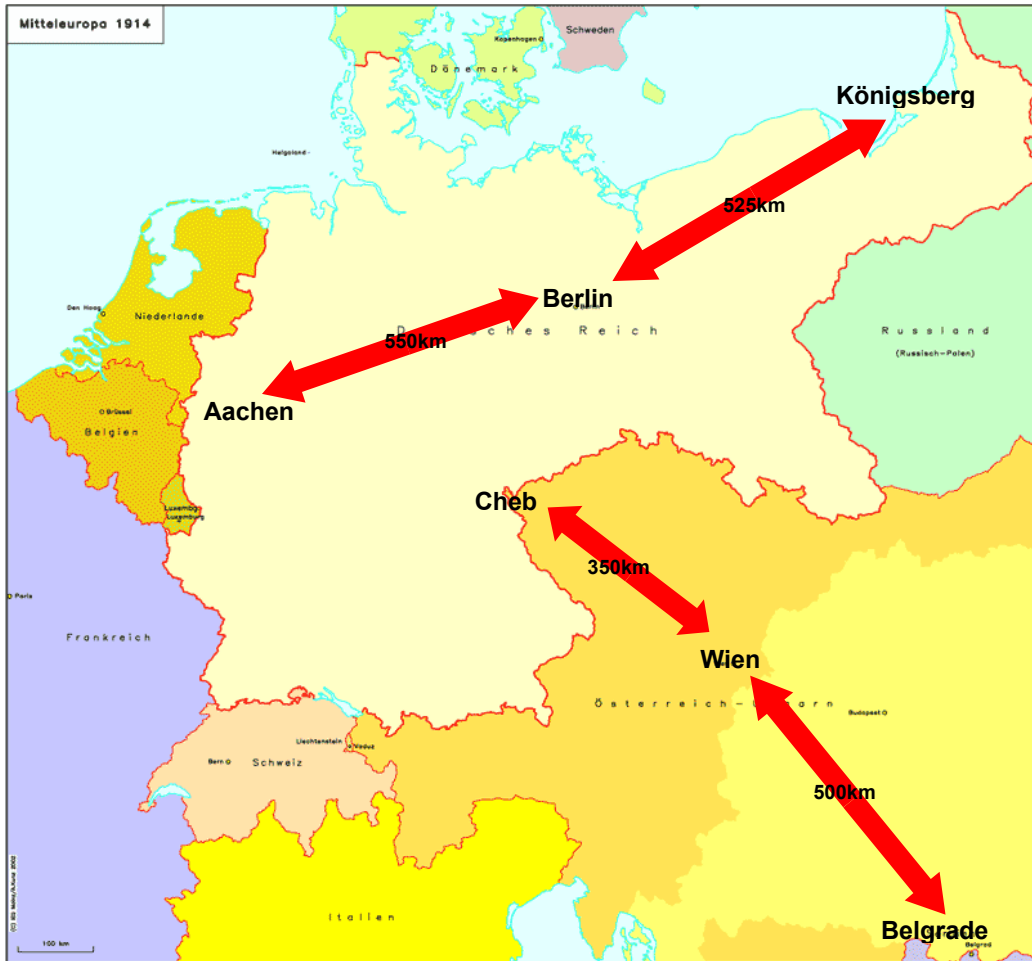 Mitteleuropa 1914
Schweden
Kopenhagen
Dänemark
Königsberg
Helgoland
525km
Berlin
Den Haag
Niederlande
Deutsches Reich
550km
Russland
(Russisch-Polen)
Aachen
Brüssel
Belgien
Cheb
Luxemburg
350km
Paris
Frankreich
Wien
Österreich-Ungarn
Budapest
Liechtenstein
Vaduz
Bern
Schweiz
500km
Italien
Belgrade
Belgrad
100 km